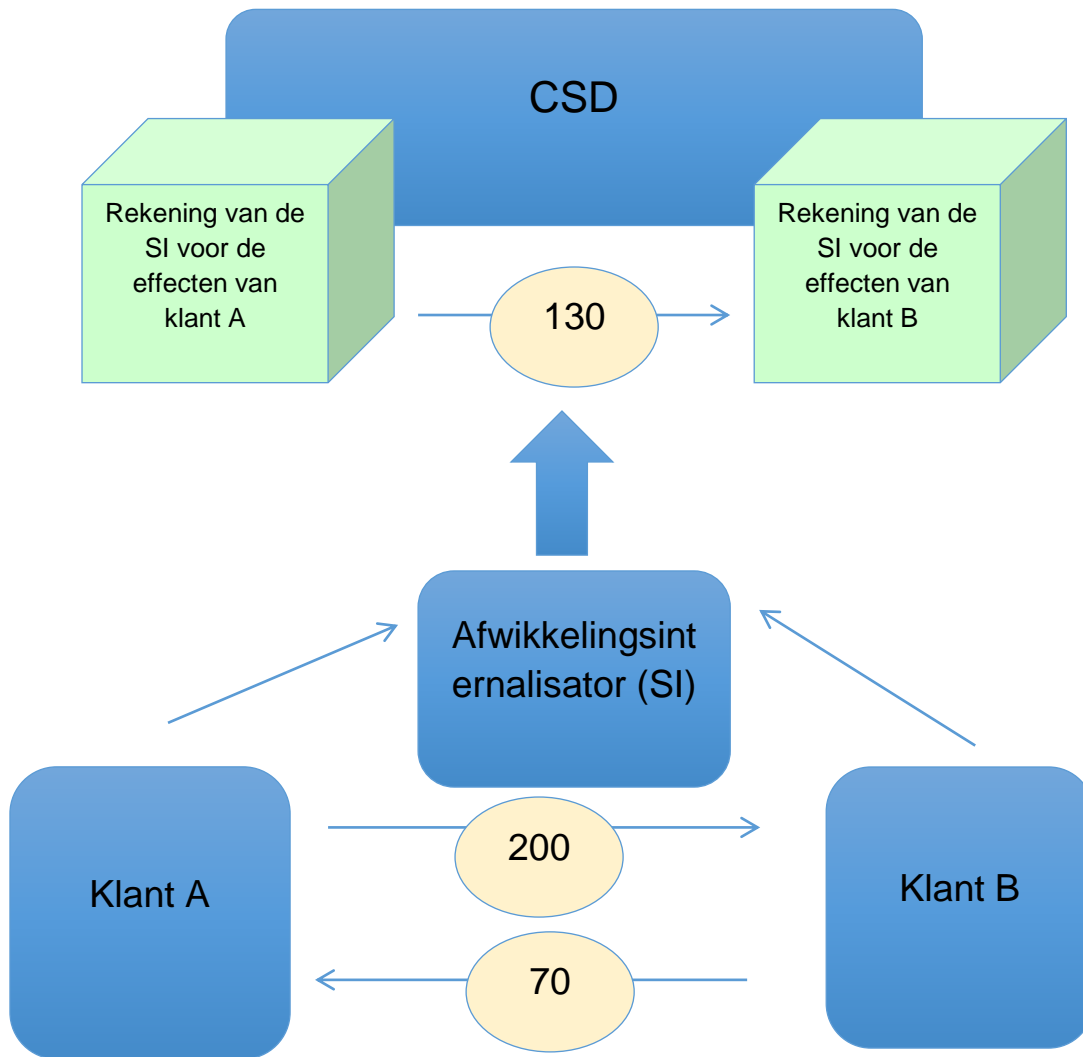 CSD
Rekening van de
SI voor de
effecten van
klant A
Rekening van de
SI voor de
effecten van
klant B
130
Afwikkelingsint
ernalisator (SI)
200
Klant A
Klant B
70